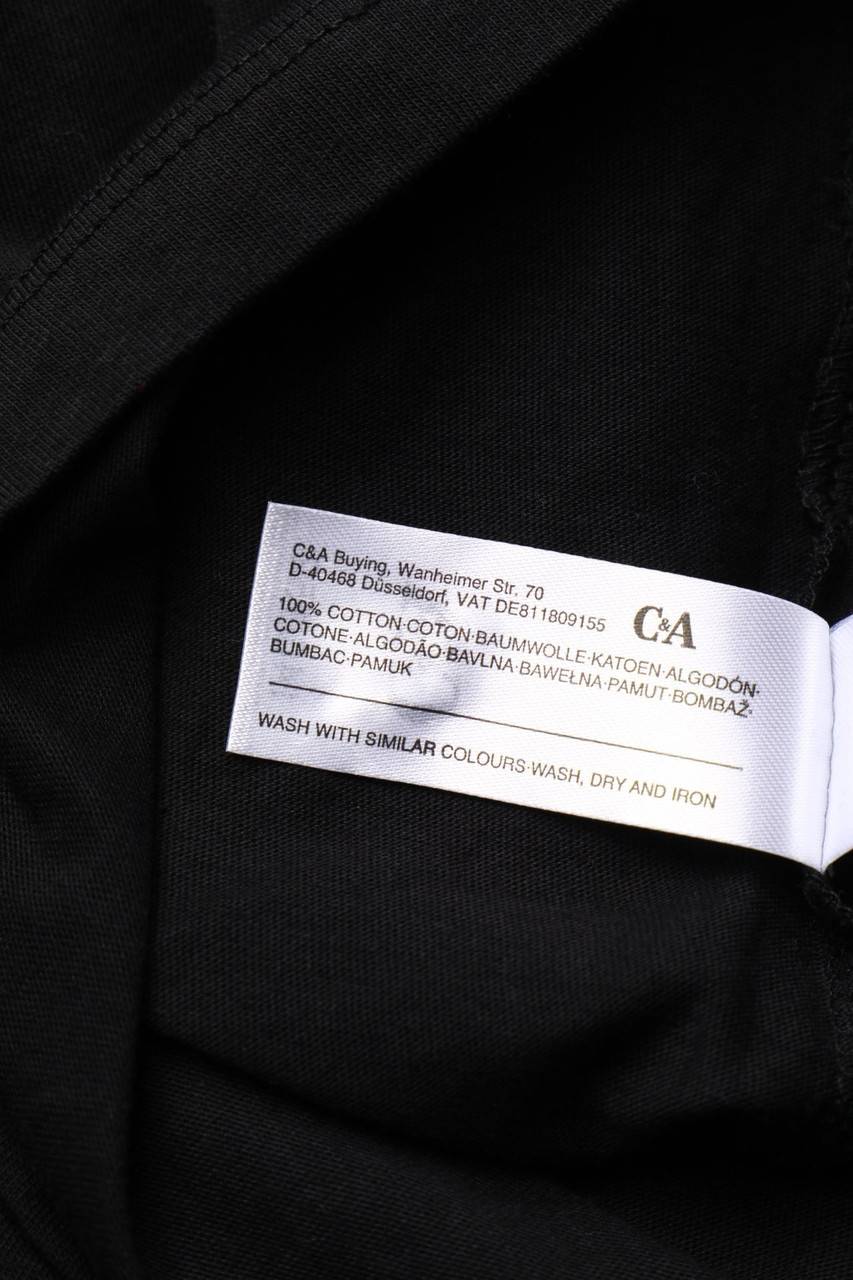 C&A Buying, Wanheimer Str. 70
D-40468 Düsseldorf, VAT DE811809155
C&A
100% COTTON·COTON·BAUMWOLLE·KATOEN·ALGODÓN·
COTONE·ALGODÃO·BAVLNA·BAWEŁNA·PAMUT·BOMBAŽ·
BUMBAC·PAMUK
WASH WITH SIMILAR COLOURS·WASH, DRY AND IRON